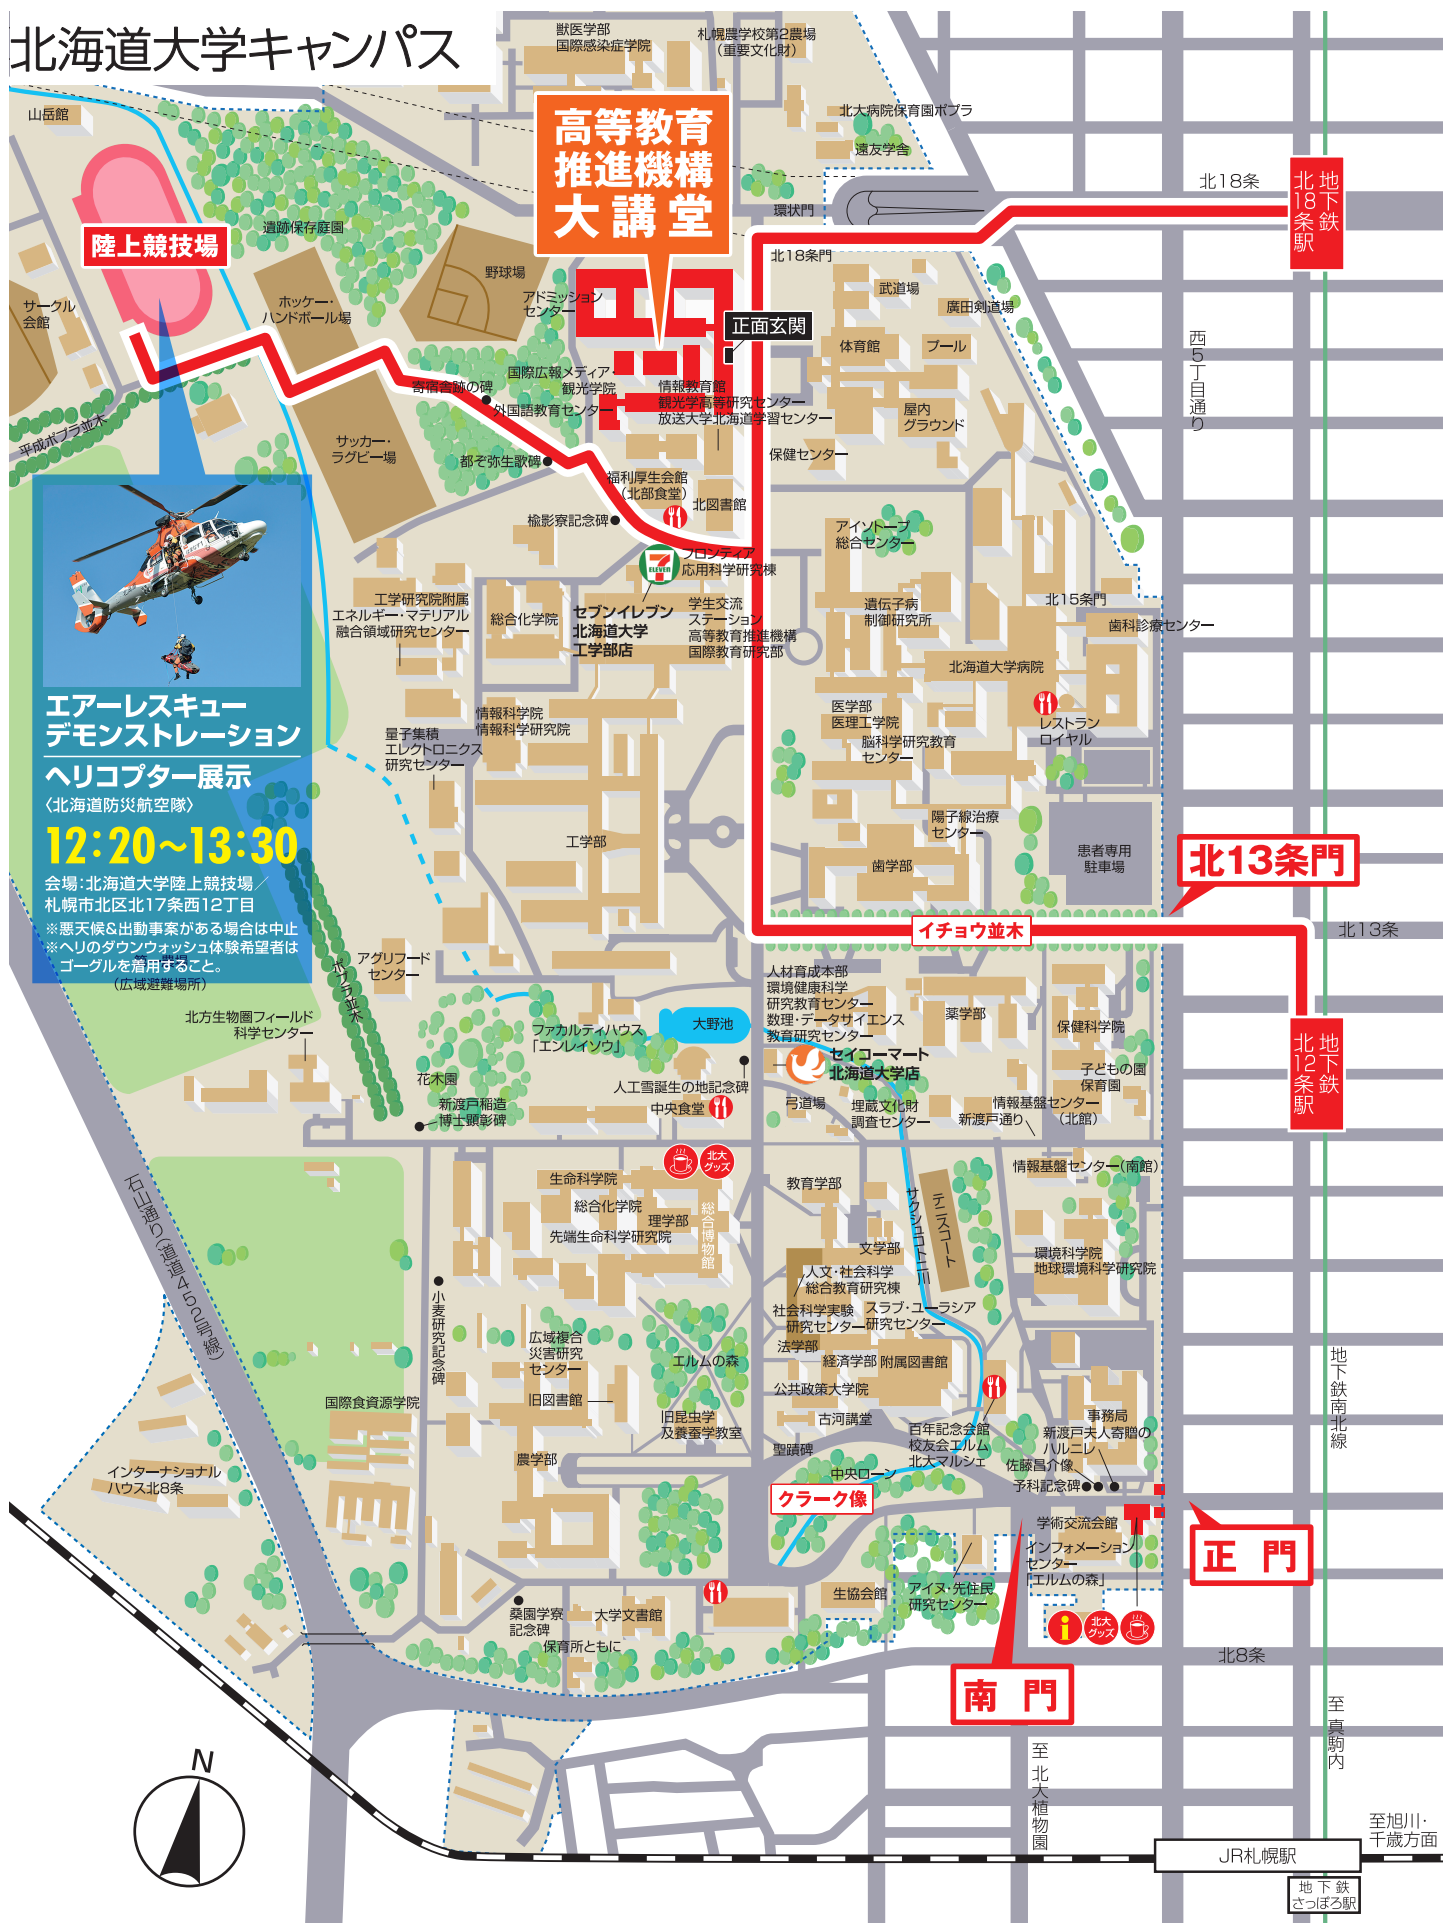 北海道大学キャンパス
獣医学部
国際感染症学院
札幌農学校第2農場
(重要文化財)
山岳館
北大病院保育園ポプラ
遠友学舎
高等教育
推進機構
大講堂
北18条
地下鉄
北18条駅
環状門
遺跡保存庭園
陸上競技場
北18条門
野球場
武道場
サークル
会館
ホッケー・
ハンドボール場
アドミッション
センター
廣田剣道場
正面玄関
体育館
プール
西5丁目通り
国際広報メディア・
観光学院
寄宿舎跡の碑
情報教育館
観光学高等研究センター
放送大学北海道学習センター
外国語教育センター
屋内
グラウンド
平成ポプラ並木
サッカー・
ラグビー場
都ぞ弥生歌碑
保健センター
福利厚生会館
(北部食堂)
北図書館
楡影寮記念碑
アイソトープ
総合センター
フロンティア
応用科学研究棟
7
ELEVEN
工学研究院附属
エネルギー・マテリアル
融合領域研究センター
総合化学院
セブンイレブン
北海道大学
工学部店
学生交流
ステーション
高等教育推進機構
国際教育研究部
遺伝子病
制御研究所
北15条門
歯科診療センター
北海道大学病院
エアーレスキュー
デモンストレーション
ヘリコプター展示
〈北海道防災航空隊〉
12:20～13:30
会場:北海道大学陸上競技場／
札幌市北区北17条西12丁目
※悪天候&出動事案がある場合は中止
※ヘリのダウンウォッシュ体験希望者は
ゴーグルを着用すること。
第一農場
(広域避難場所)
情報科学院
情報科学研究院
量子集積
エレクトロニクス
研究センター
医学部
医理工学院
脳科学研究教育
センター
レストラン
ロイヤル
陽子線治療
センター
工学部
歯学部
患者専用
駐車場
北13条門
イチョウ並木
北13条
アグリフード
センター
ポプラ並木
人材育成本部
環境健康科学
研究教育センター
数理・データサイエンス
教育研究センター
薬学部
保健科学院
北方生物圏フィールド
科学センター
ファカルティハウス
「エンレイソウ」
大野池
セイコーマート
北海道大学店
地下鉄
北12条駅
花木園
人工雪誕生の地記念碑
子どもの園
保育園
新渡戸稲造
博士顕彰碑
中央食堂
弓道場
埋蔵文化財
調査センター
情報基盤センター
(北館)
新渡戸通り
北大
グッズ
情報基盤センター(南館)
石山通り(道道452号線)
生命科学院
総合化学院
理学部
先端生命科学研究院
総合博物館
教育学部
サクシュコトニ川
テニスコート
文学部
環境科学院
地球環境科学研究院
人文・社会科学
総合教育研究棟
小麦研究記念碑
社会科学実験
研究センター
スラブ・ユーラシア
研究センター
広域複合
災害研究
センター
法学部
エルムの森
経済学部
附属図書館
地下鉄南北線
公共政策大学院
旧図書館
国際食資源学院
旧昆虫学
及養蚕学教室
古河講堂
事務局
百年記念会館
校友会エルム
北大マルシェ
新渡戸夫人寄贈の
ハルニレ
聖蹟碑
農学部
佐藤昌介像
中央ローン
インターナショナル
ハウス北8条
予科記念碑
クラーク像
学術交流会館
正門
インフォメーション
センター
「エルムの森」
生協会館
アイヌ・先住民
研究センター
桑園学寮
記念碑
大学文書館
保育所ともに
i
北大
グッズ
北8条
南門
至 真駒内
至 北大植物園
N
至旭川・
千歳方面
JR札幌駅
地下鉄
さっぽろ駅